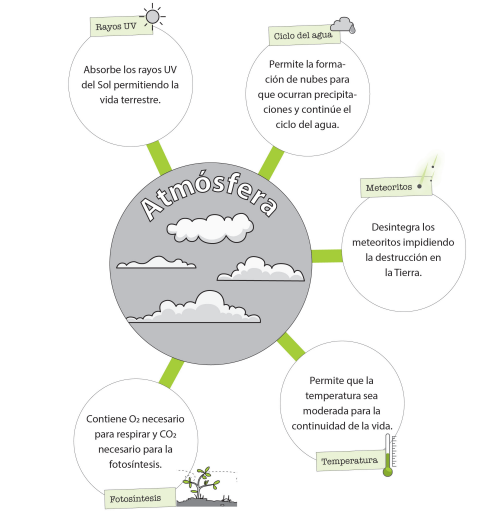 Rayos UV
Absorbe los rayos UV
del Sol permitiendo la
vida terrestre.
Ciclo del agua
Permite la forma-
ción de nubes para
que ocurran precipita-
ciones y continúe el
ciclo del agua.
Atmósfera
Meteoritos
Desintegra los
meteoritos impidiendo
la destrucción en
la Tierra.
Permite que la
temperatura sea
moderada para la
continuidad de la vida.
Temperatura
Contiene O₂ necesario
para respirar y CO₂
necesario para la
fotosíntesis.
Fotosíntesis